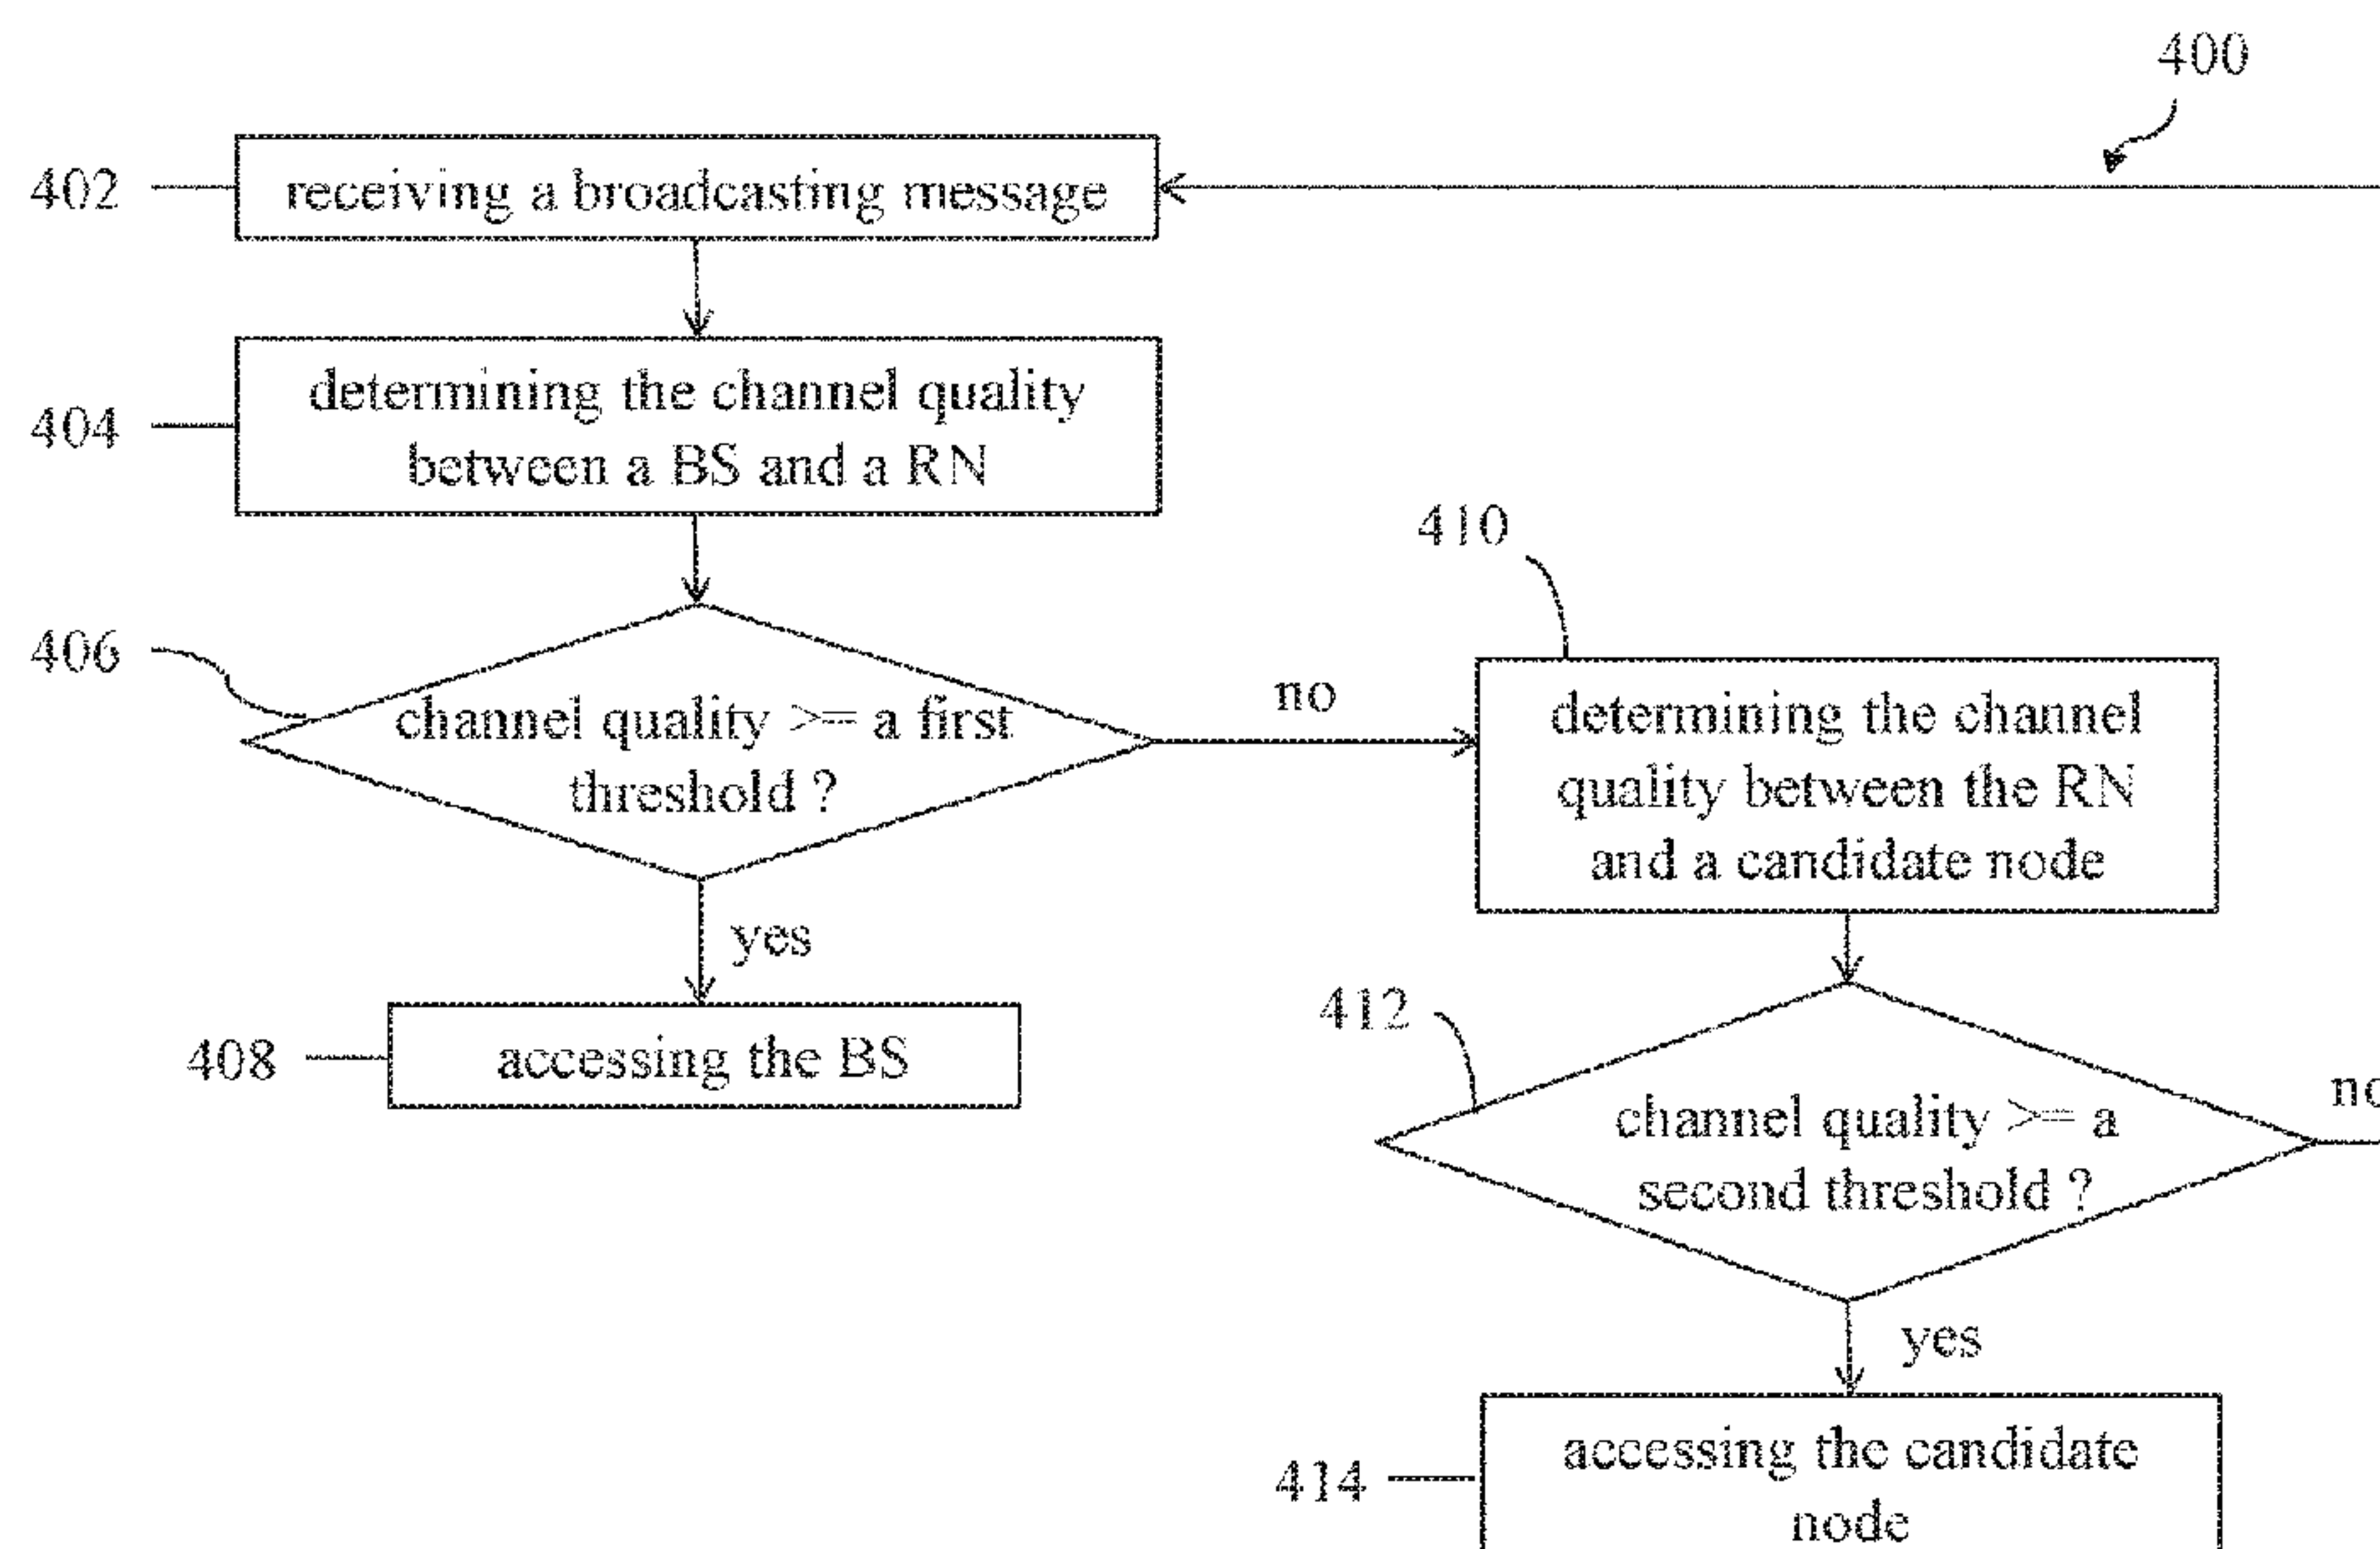 400
402
receiving a broadcasting message
404
determining the channel quality
between a BS and a RN
406
channel quality >= a first
threshold ?
no
yes
408
accessing the BS
410
determining the channel
quality between the RN
and a candidate node
412
channel quality >= a
second threshold ?
no
yes
414
accessing the candidate
node